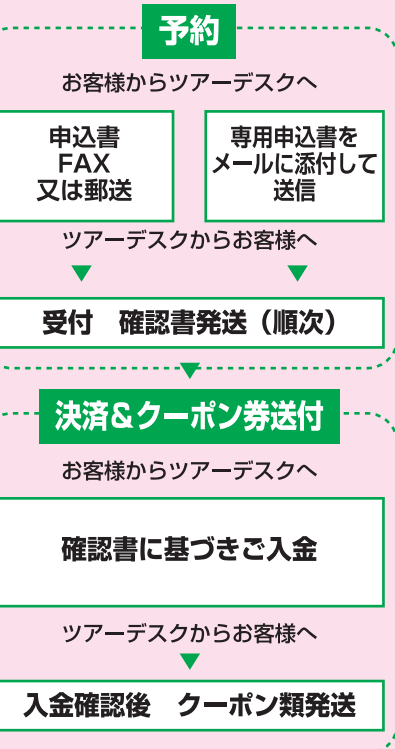 予約
お客様からツアーデスクへ
申込書
FAX
又は郵送
専用申込書を
メールに添付して
送信
ツアーデスクからお客様へ
受付　確認書発送（順次）
決済&クーポン券送付
お客様からツアーデスクへ
確認書に基づきご入金
ツアーデスクからお客様へ
入金確認後　クーポン類発送